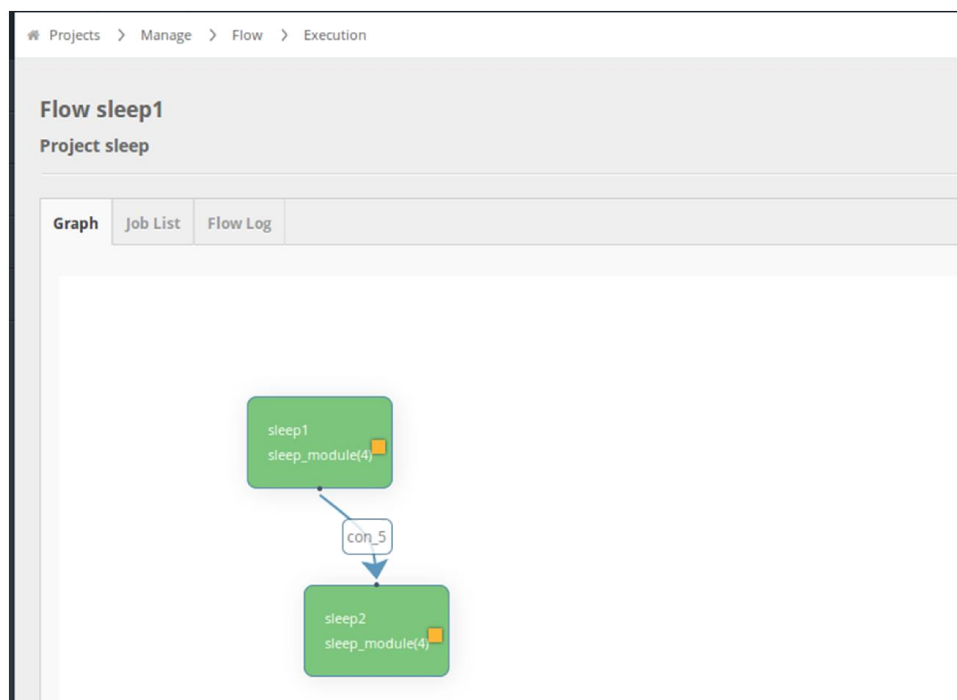 Projects > Manage > Flow > Execution
Flow sleep1
Project sleep
Graph Job List Flow Log
sleep1
sleep_module(4)
con_5
sleep2
sleep_module(4)